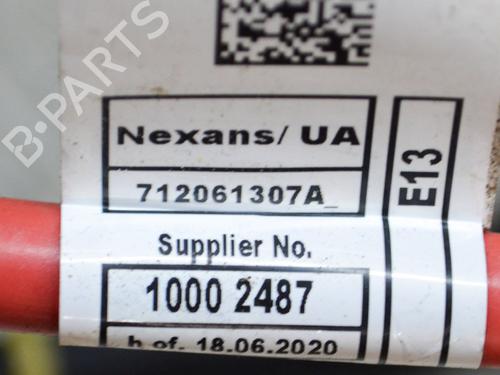 B-PARTS
Nexans/ UA
712061307A_
E13
Supplier No.
1000 2487
h of. 18.06.2020